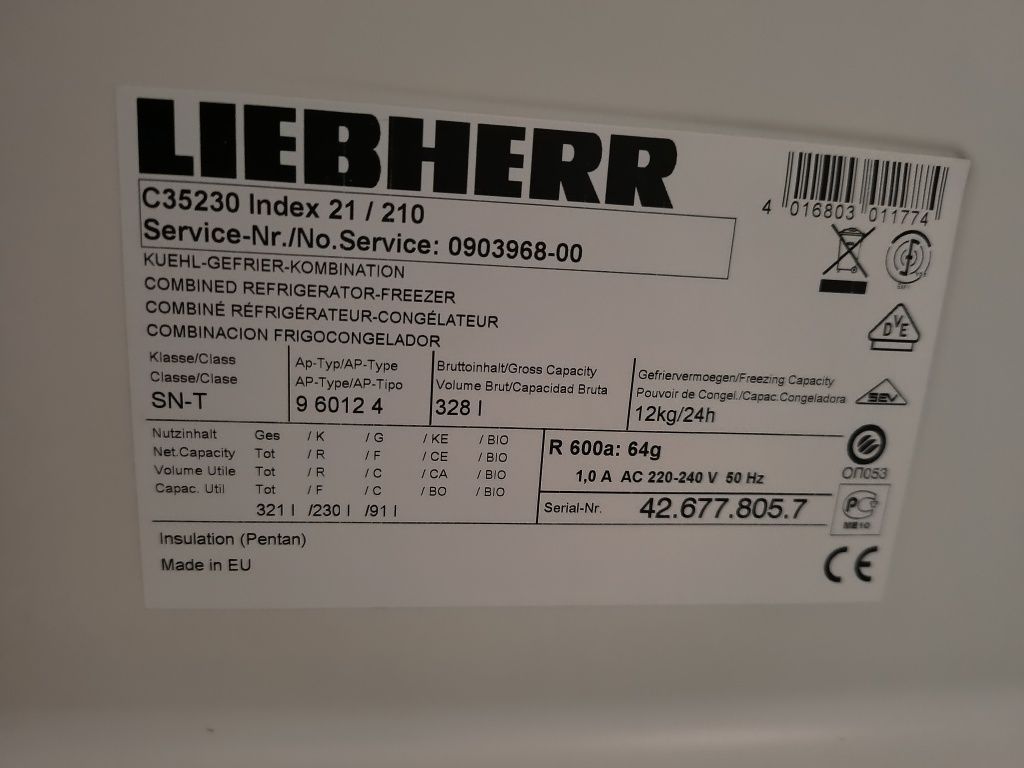 LIEBHERR
C35230 Index 21 / 210
Service-Nr./No.Service: 0903968-00
4 016803 011774
KUEHL-GEFRIER-KOMBINATION
COMBINED REFRIGERATOR-FREEZER
COMBINÉ RÉFRIGÉRATEUR-CONGÉLATEUR
COMBINACION FRIGOCONGELADOR
DVE
Klasse/Class
Classe/Clase
SN-T
Ap-Typ/AP-Type
AP-Type/AP-Tipo
9 6012 4
Bruttoinhalt/Gross Capacity
Volume Brut/Capacidad Bruta
328 l
Gefriervermoegen/Freezing Capacity
Pouvoir de Congel./Capac.Congeladora
12kg/24h
SEV
Nutzinhalt Ges / K / G / KE / BIO
Net.Capacity Tot / R / F / CE / BIO
Volume Utile Tot / R / C / CA / BIO
Capac. Util Tot / F / C / BO / BIO
321 l /230 l /91 l
R 600a: 64g
1,0 A AC 220-240 V 50 Hz
Serial-Nr. 42.677.805.7
ОП053
PC
ME10
Insulation (Pentan)
Made in EU
CE